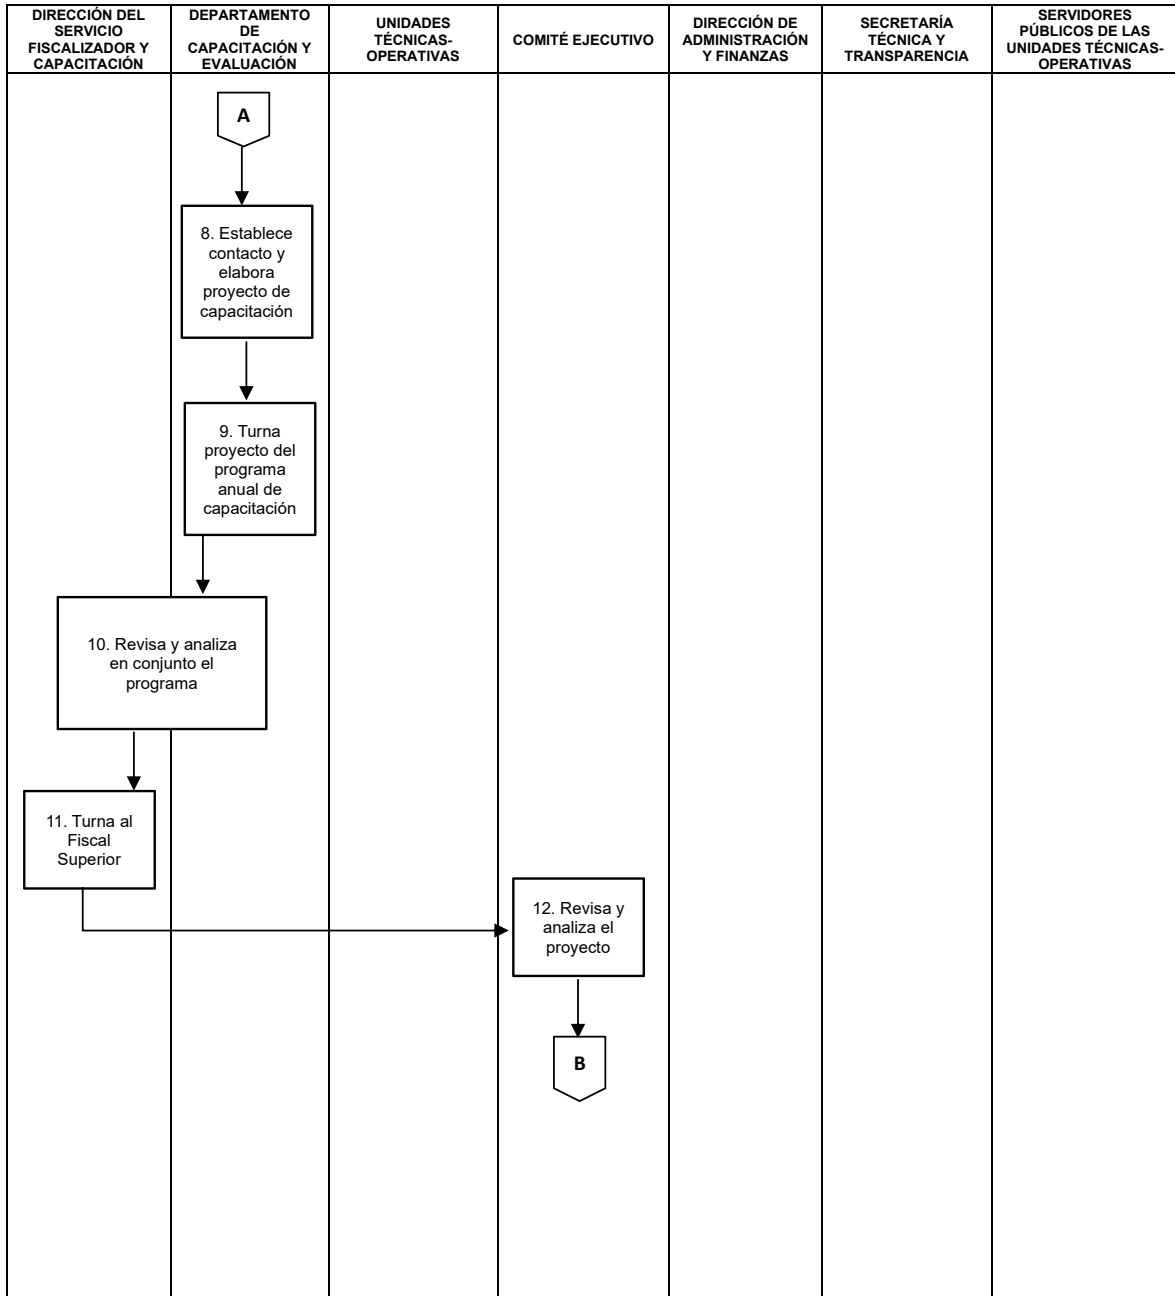 DIRECCIÓN DEL
SERVICIO
FISCALIZADOR Y
CAPACITACIÓN
DEPARTAMENTO
DE
CAPACITACIÓN Y
EVALUACIÓN
UNIDADES
TÉCNICAS-
OPERATIVAS
COMITÉ EJECUTIVO
DIRECCIÓN DE
ADMINISTRACIÓN
Y FINANZAS
SECRETARÍA
TÉCNICA Y
TRANSPARENCIA
SERVIDORES
PÚBLICOS DE LAS
UNIDADES TÉCNICAS-
OPERATIVAS
A
8. Establece
contacto y
elabora
proyecto de
capacitación
9. Turna
proyecto del
programa
anual de
capacitación
10. Revisa y analiza
en conjunto el
programa
11. Turna al
Fiscal
Superior
12. Revisa y
analiza el
proyecto
B